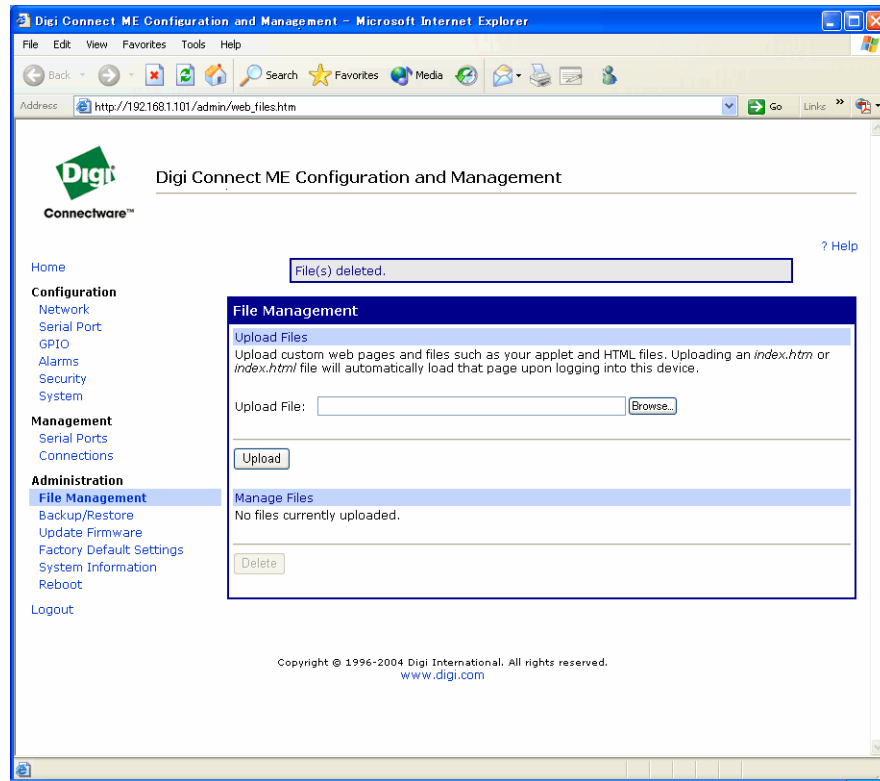 Digi Connect ME Configuration and Management - Microsoft Internet Explorer
File Edit View Favorites Tools Help
Back Search Favorites Media
Address http://192.168.1.101/admin/web_files.htm Go Links »
Digi
Connectware™
Digi Connect ME Configuration and Management
? Help
Home
File(s) deleted.
Configuration
Network
Serial Port
GPIO
Alarms
Security
System
Management
Serial Ports
Connections
Administration
File Management
Backup/Restore
Update Firmware
Factory Default Settings
System Information
Reboot
Logout
File Management
Upload Files
Upload custom web pages and files such as your applet and HTML files. Uploading an index.htm or
index.html file will automatically load that page upon logging into this device.
Upload File: Browse...
Upload
Manage Files
No files currently uploaded.
Delete
Copyright © 1996-2004 Digi International. All rights reserved.
www.digi.com